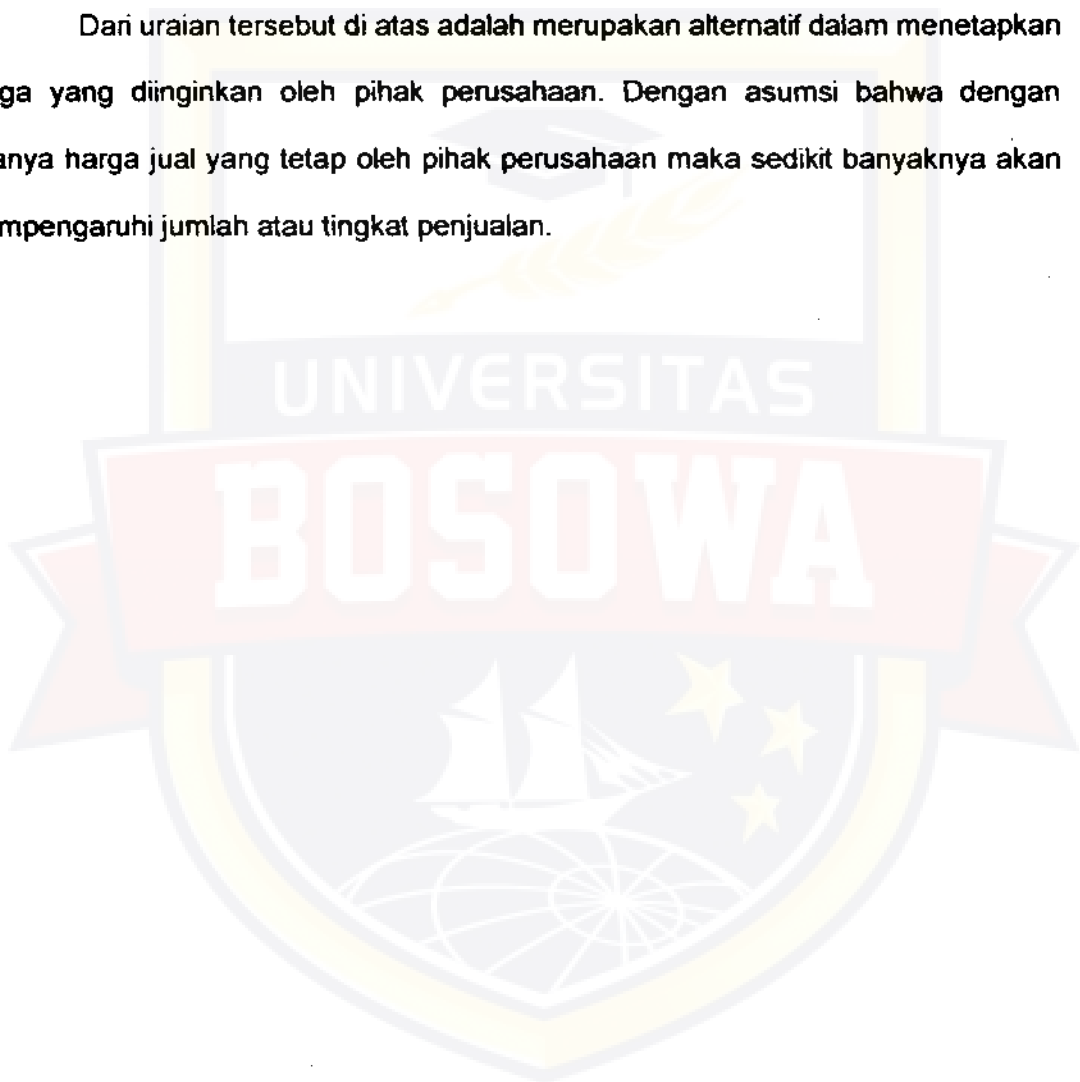 Dari uraian tersebut di atas adalah merupakan alternatif dalam menetapkan
ga yang diinginkan oleh pihak perusahaan. Dengan asumsi bahwa dengan
anya harga jual yang tetap oleh pihak perusahaan maka sedikit banyaknya akan
mpengaruhi jumlah atau tingkat penjualan.
UNIVERSITAS
BOSOWA